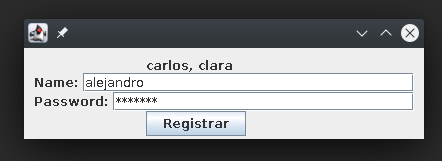 carlos, clara
Name: alejandro
Password: *******
Registrar